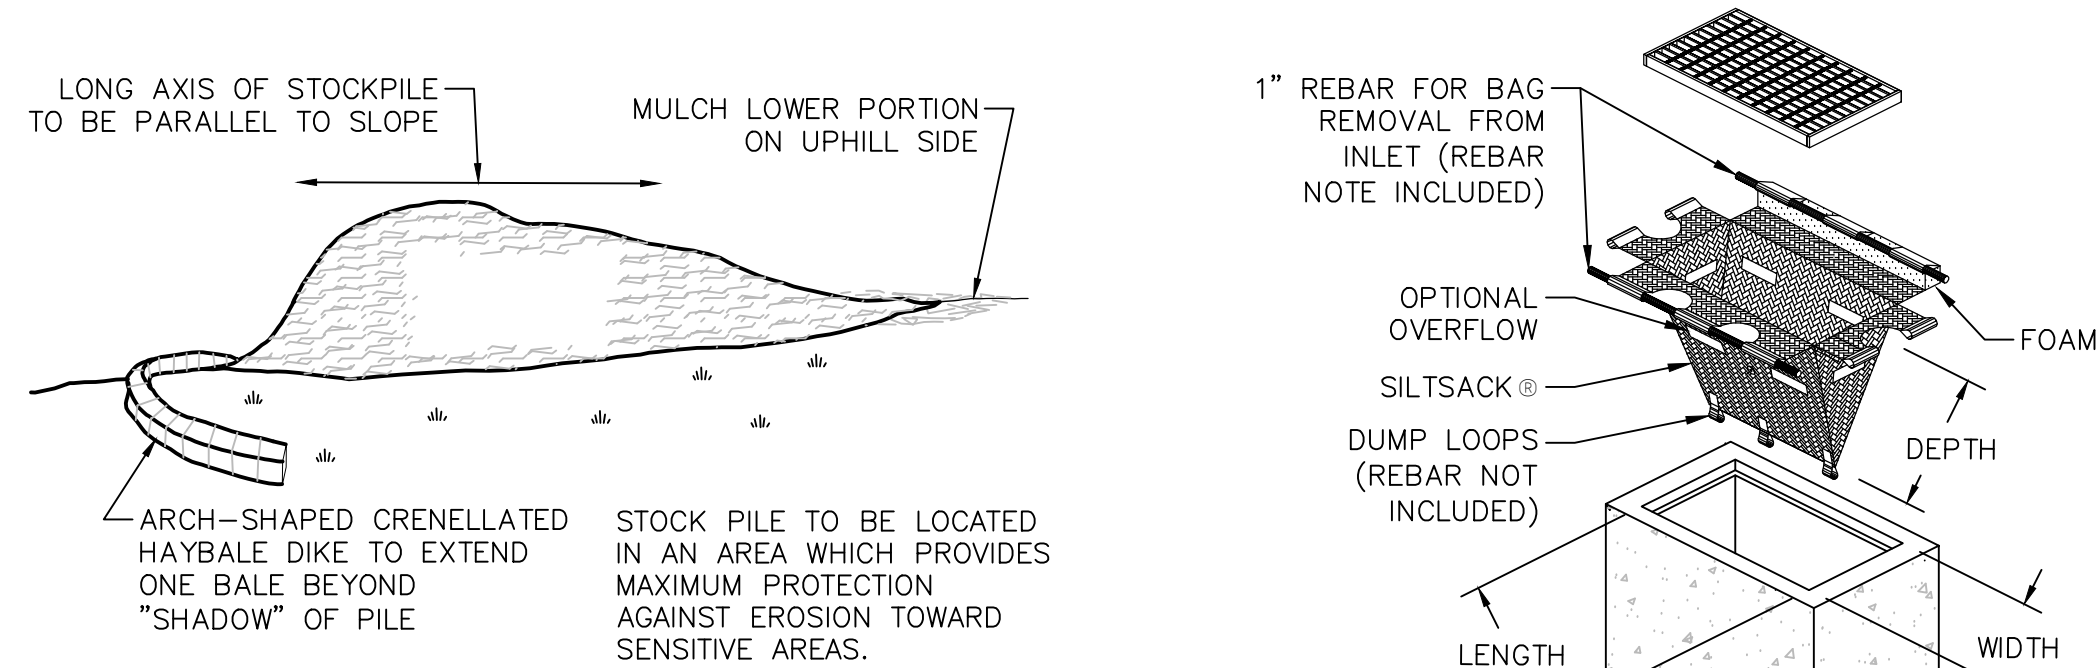 LONG AXIS OF STOCKPILE
TO BE PARALLEL TO SLOPE
MULCH LOWER PORTION
ON UPHILL SIDE
ARCH-SHAPED CRENELLATED
HAYBALE DIKE TO EXTEND
ONE BALE BEYOND
"SHADOW" OF PILE
STOCK PILE TO BE LOCATED
IN AN AREA WHICH PROVIDES
MAXIMUM PROTECTION
AGAINST EROSION TOWARD
SENSITIVE AREAS.
1" REBAR FOR BAG
REMOVAL FROM
INLET (REBAR
NOTE INCLUDED)
OPTIONAL
OVERFLOW
FOAM
SILTSACK®
DUMP LOOPS
(REBAR NOT
INCLUDED)
DEPTH
LENGTH
WIDTH